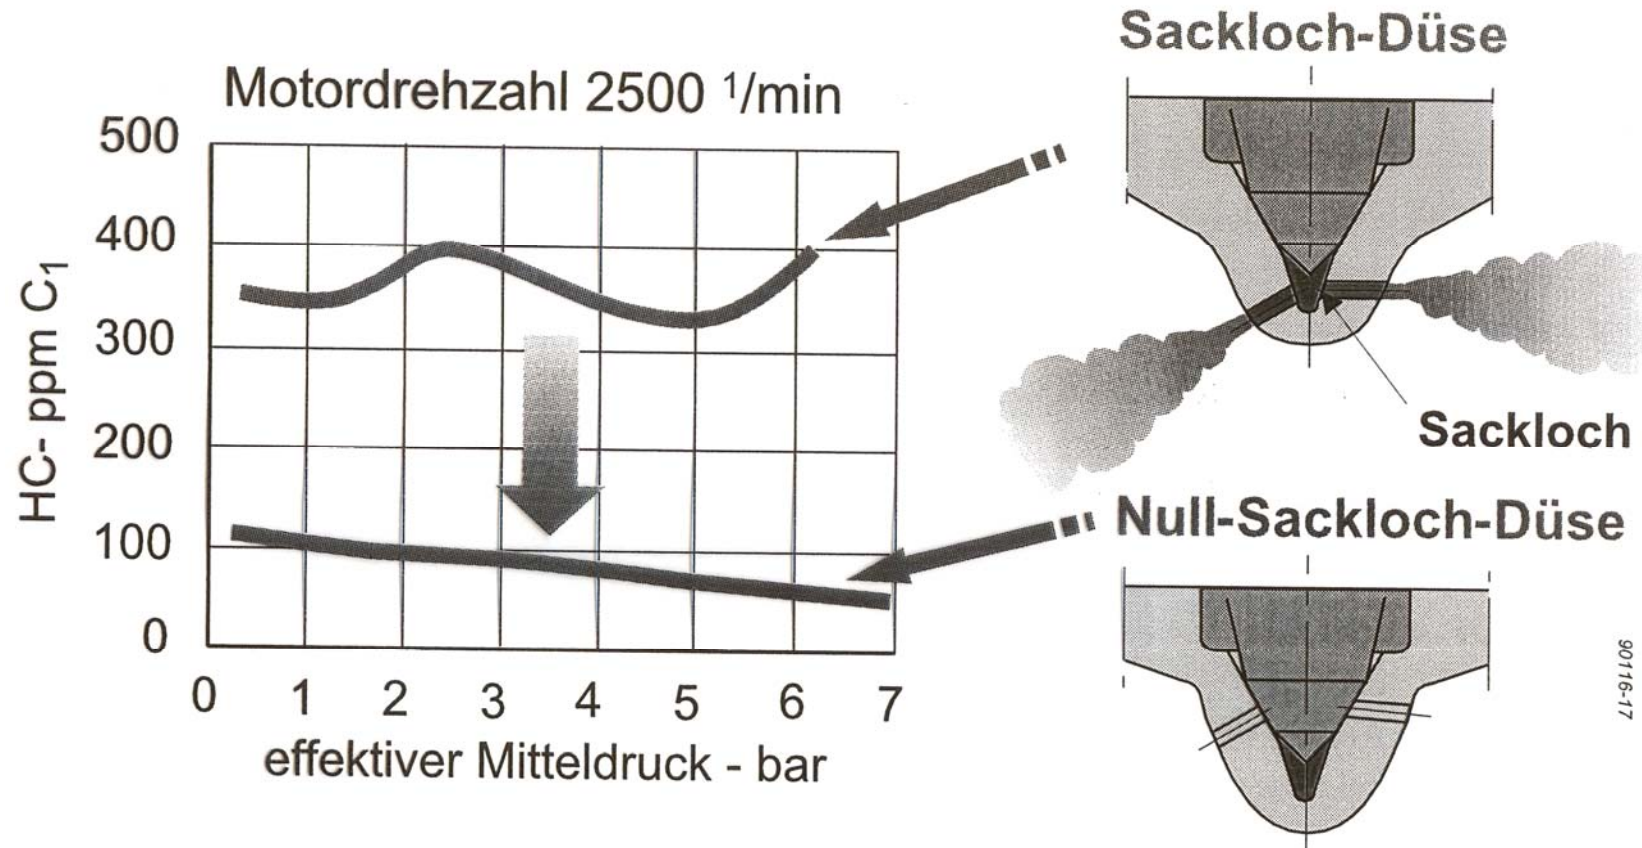 Sackloch-Düse
Motordrehzahl 2500 ¹/min
500
400
300
200
100
0
HC- ppm C₁
0 1 2 3 4 5 6 7
effektiver Mitteldruck - bar
Sackloch
Null-Sackloch-Düse
90116-17